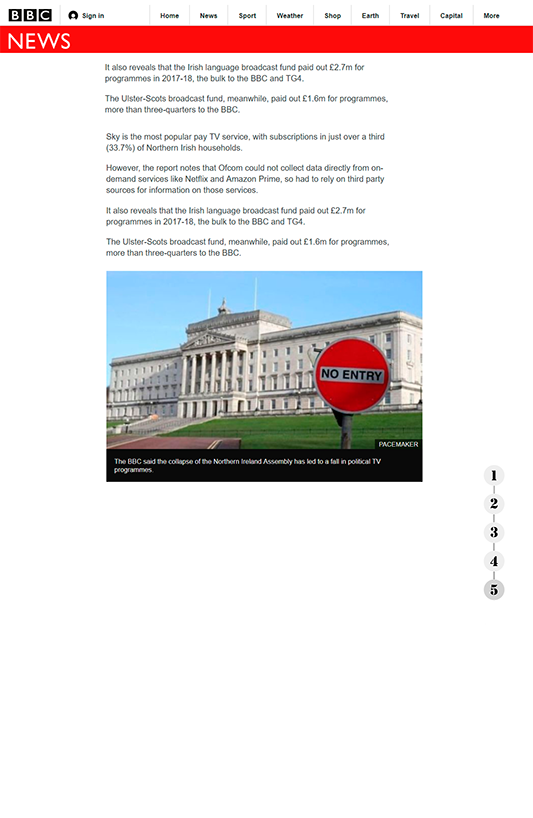 BBC Sign in Home News Sport Weather Shop Earth Travel Capital More
NEWS
It also reveals that the Irish language broadcast fund paid out £2.7m for
programmes in 2017-18, the bulk to the BBC and TG4.
The Ulster-Scots broadcast fund, meanwhile, paid out £1.6m for programmes,
more than three-quarters to the BBC.
Sky is the most popular pay TV service, with subscriptions in just over a third
(33.7%) of Northern Irish households.
However, the report notes that Ofcom could not collect data directly from on-
demand services like Netflix and Amazon Prime, so had to rely on third party
sources for information on those services.
It also reveals that the Irish language broadcast fund paid out £2.7m for
programmes in 2017-18, the bulk to the BBC and TG4.
The Ulster-Scots broadcast fund, meanwhile, paid out £1.6m for programmes,
more than three-quarters to the BBC.
NO ENTRY
PACEMAKER
The BBC said the collapse of the Northern Ireland Assembly has led to a fall in political TV
programmes.
1
2
3
4
5